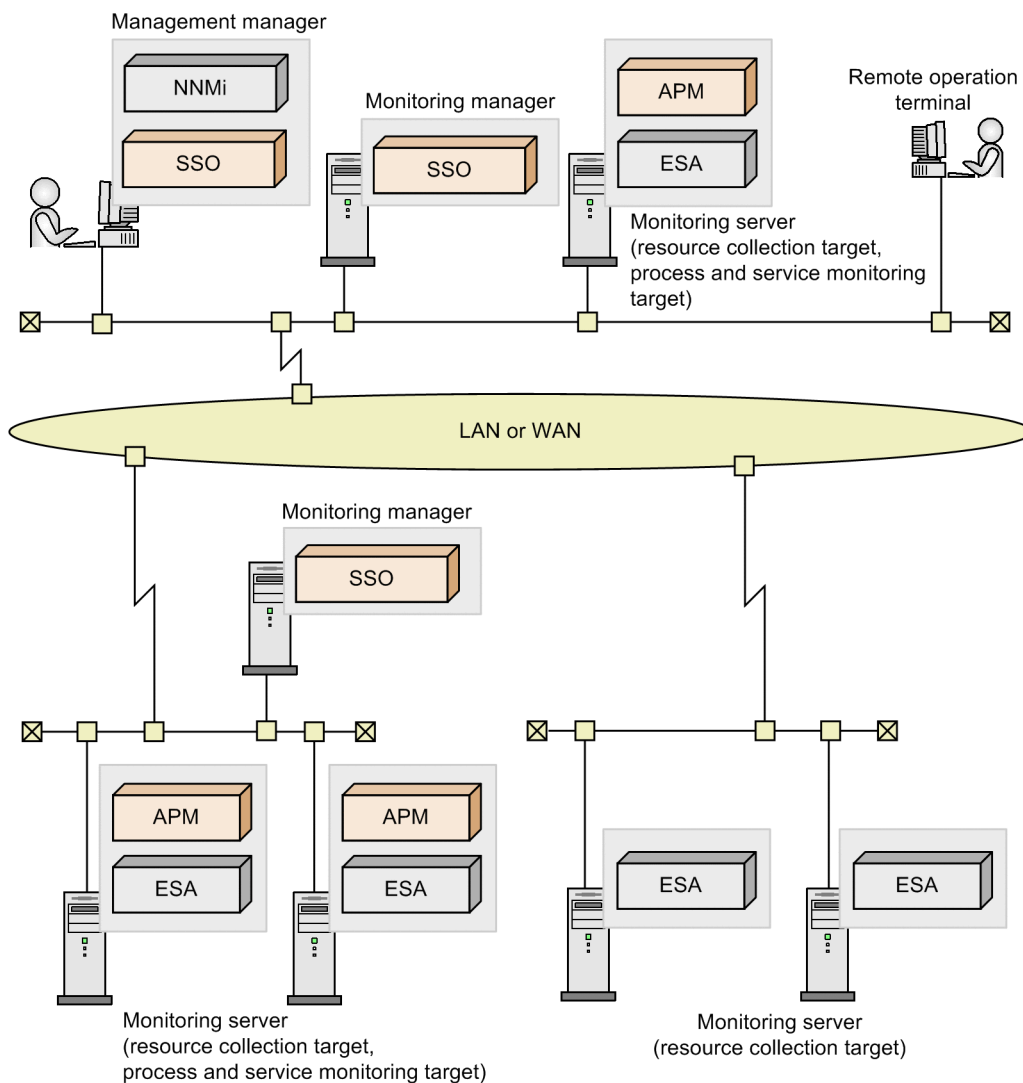 Management manager
NNMi
SSO
Monitoring manager
SSO
APM
ESA
Monitoring server
(resource collection target,
process and service monitoring
target)
Remote operation
terminal
LAN or WAN
Monitoring manager
SSO
APM
ESA
APM
ESA
Monitoring server
(resource collection target,
process and service monitoring target)
ESA
ESA
Monitoring server
(resource collection target)